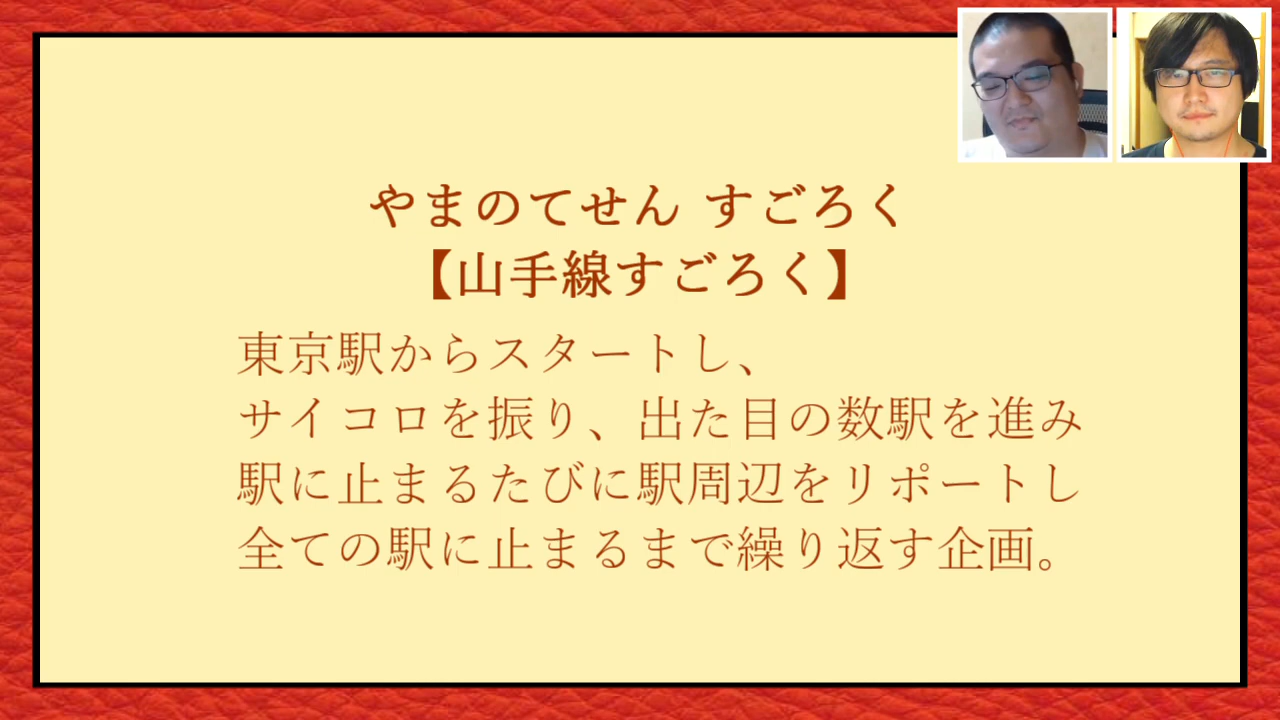 やまのてせん すごろく
【山手線すごろく】
東京駅からスタートし、
サイコロを振り、出た目の数駅を進み
駅に止まるたびに駅周辺をリポートし
全ての駅に止まるまで繰り返す企画。